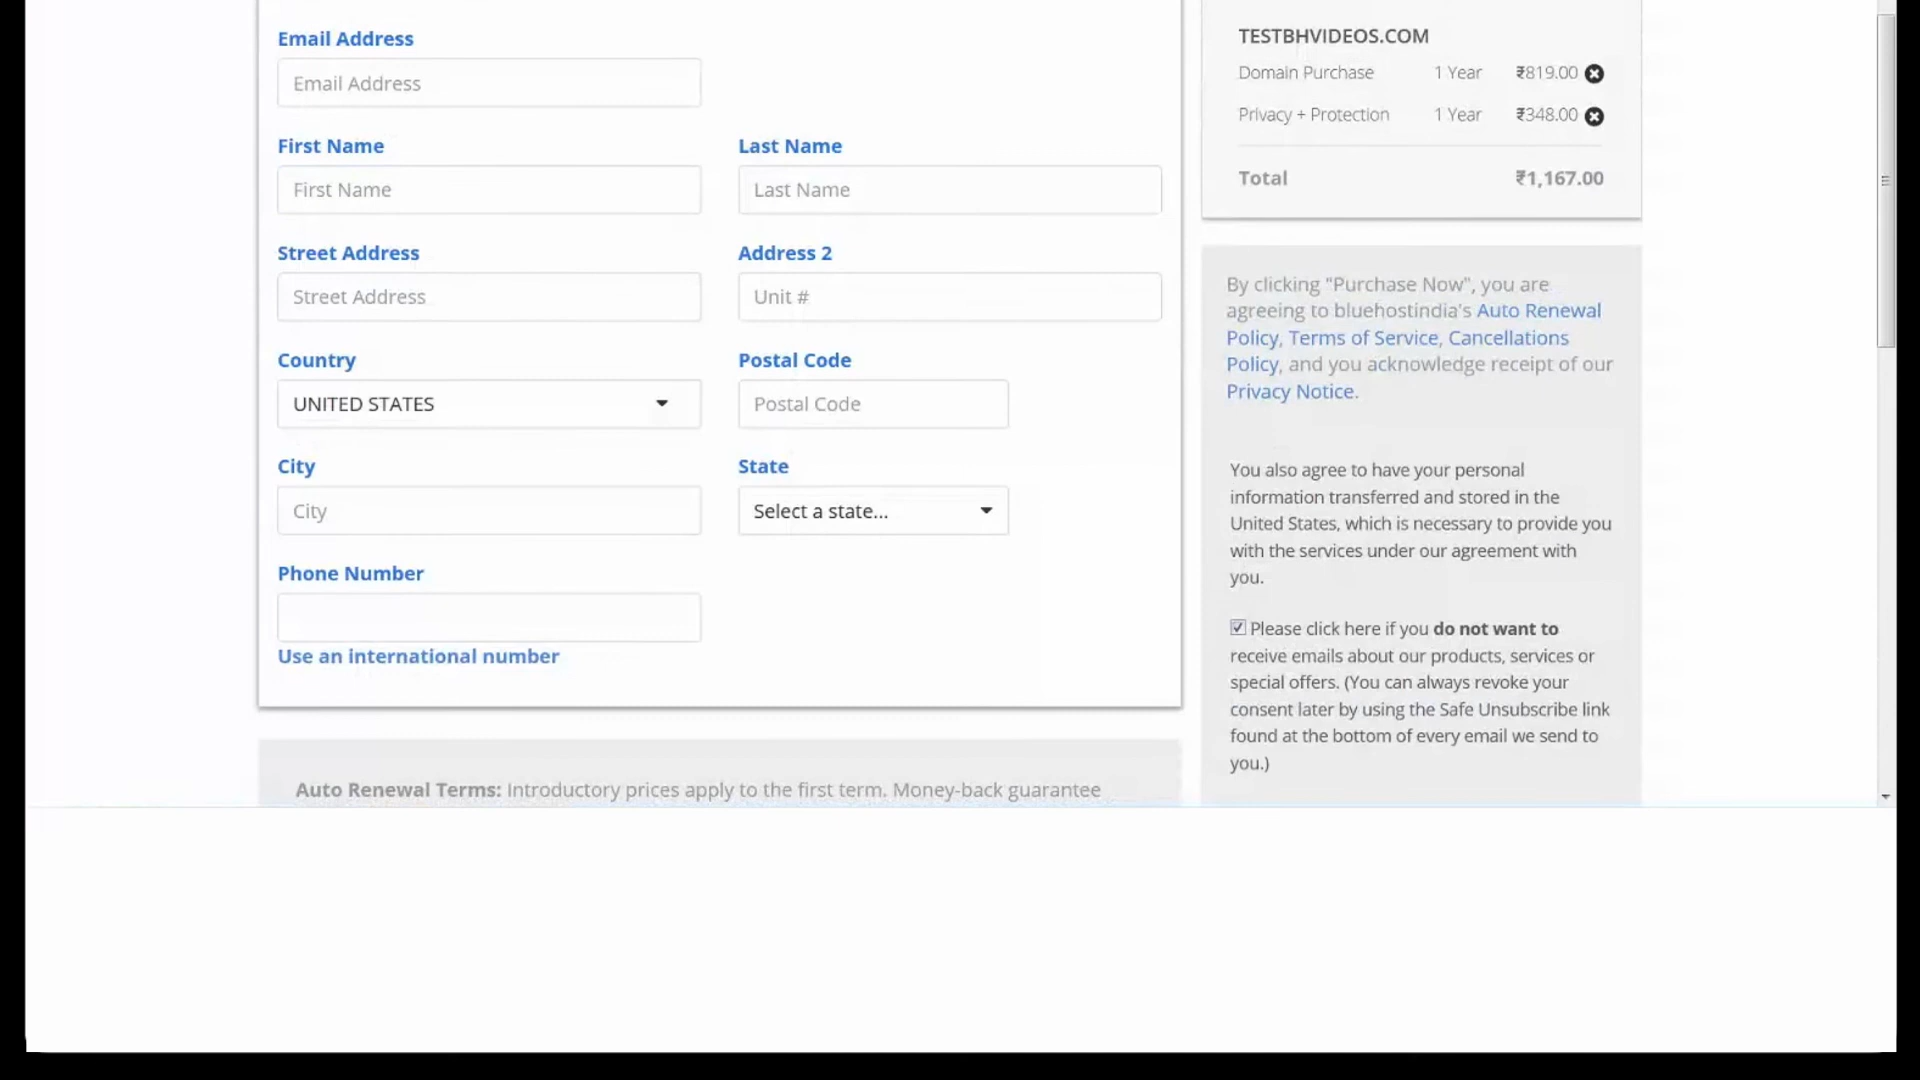 Email Address
Email Address
First Name
Last Name
First Name
Last Name
Street Address
Address 2
Street Address
Unit #
Country
Postal Code
UNITED STATES
Postal Code
City
State
City
Select a state...
Phone Number
Use an international number
Auto Renewal Terms: Introductory prices apply to the first term. Money-back guarantee
TESTBHVIDEOS.COM
Domain Purchase 1 Year ₹819.00
Privacy + Protection 1 Year ₹348.00
Total ₹1,167.00
By clicking "Purchase Now", you are
agreeing to bluehostindia's Auto Renewal
Policy, Terms of Service, Cancellations
Policy, and you acknowledge receipt of our
Privacy Notice.
You also agree to have your personal
information transferred and stored in the
United States, which is necessary to provide you
with the services under our agreement with
you.
Please click here if you do not want to
receive emails about our products, services or
special offers. (You can always revoke your
consent later by using the Safe Unsubscribe link
found at the bottom of every email we send to
you.)